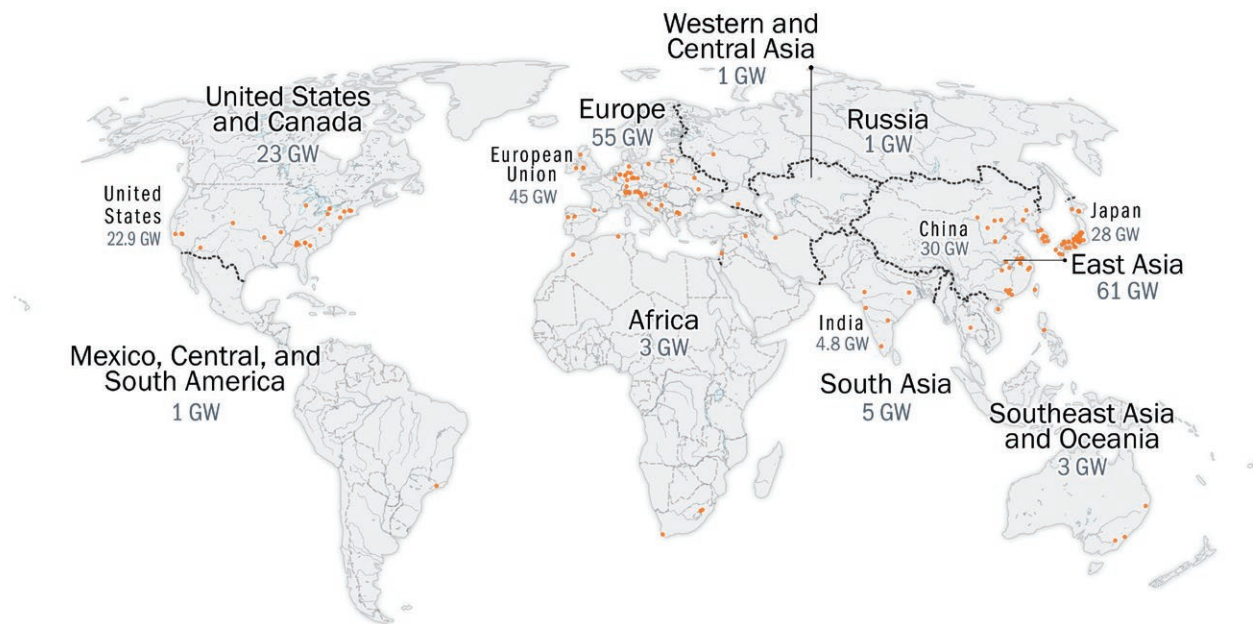 Western and
Central Asia
1 GW
United States
and Canada
23 GW
Europe
55 GW
Russia
1 GW
European
Union
45 GW
United
States
22.9 GW
China
30 GW
Japan
28 GW
East Asia
61 GW
Africa
3 GW
India
4.8 GW
Mexico, Central, and
South America
1 GW
South Asia
5 GW
Southeast Asia
and Oceania
3 GW